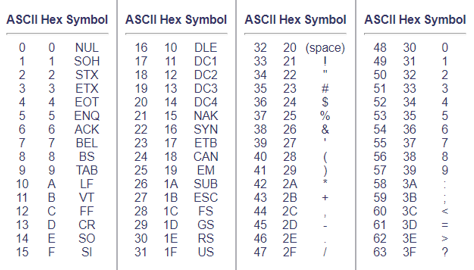 ASCII Hex Symbol ASCII Hex Symbol ASCII Hex Symbol ASCII Hex Symbol
0 0 NUL 16 10 DLE 32 20 (space) 48 30 0
1 1 SOH 17 11 DC1 33 21 ! 49 31 1
2 2 STX 18 12 DC2 34 22 " 50 32 2
3 3 ETX 19 13 DC3 35 23 # 51 33 3
4 4 EOT 20 14 DC4 36 24 $ 52 34 4
5 5 ENQ 21 15 NAK 37 25 % 53 35 5
6 6 ACK 22 16 SYN 38 26 & 54 36 6
7 7 BEL 23 17 ETB 39 27 ' 55 37 7
8 8 BS 24 18 CAN 40 28 ( 56 38 8
9 9 TAB 25 19 EM 41 29 ) 57 39 9
10 A LF 26 1A SUB 42 2A * 58 3A :
11 B VT 27 1B ESC 43 2B + 59 3B ;
12 C FF 28 1C FS 44 2C , 60 3C <
13 D CR 29 1D GS 45 2D - 61 3D =
14 E SO 30 1E RS 46 2E . 62 3E >
15 F SI 31 1F US 47 2F / 63 3F ?